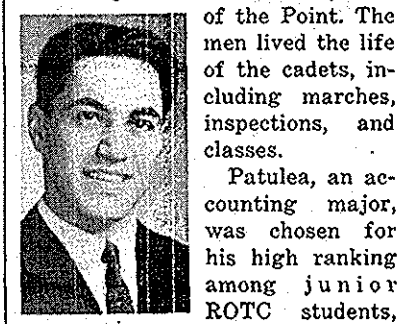 of the Point. The
men lived the life
of the cadets, in-
cluding marches,
inspections, and
classes.
Patulea, an ac-
counting major,
was chosen for
his high ranking
among junior
ROTC students,